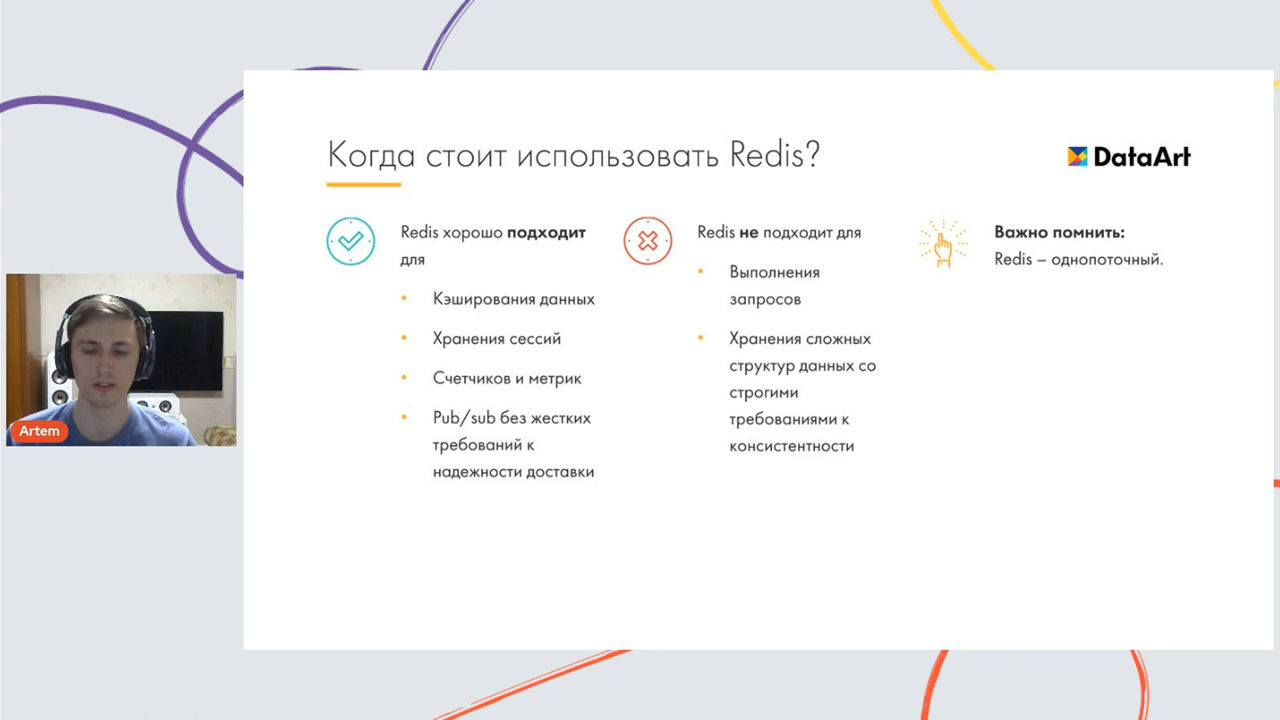 Когда стоит использовать Redis?
DataArt
Redis хорошо подходит
для
Кэширования данных
Хранения сессий
Счетчиков и метрик
Pub/sub без жестких
требований к
надежности доставки
Redis не подходит для
Выполнения
запросов
Хранения сложных
структур данных со
строгими
требованиями к
консистентности
Важно помнить:
Redis – однопоточный.
Artem